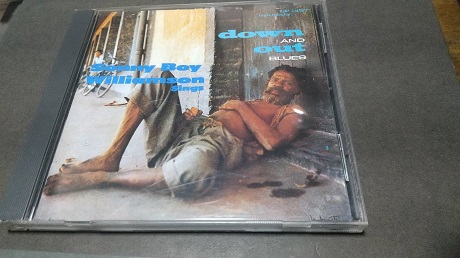 down
AND
out
BLUES
Sonny Boy
Williamson
sings